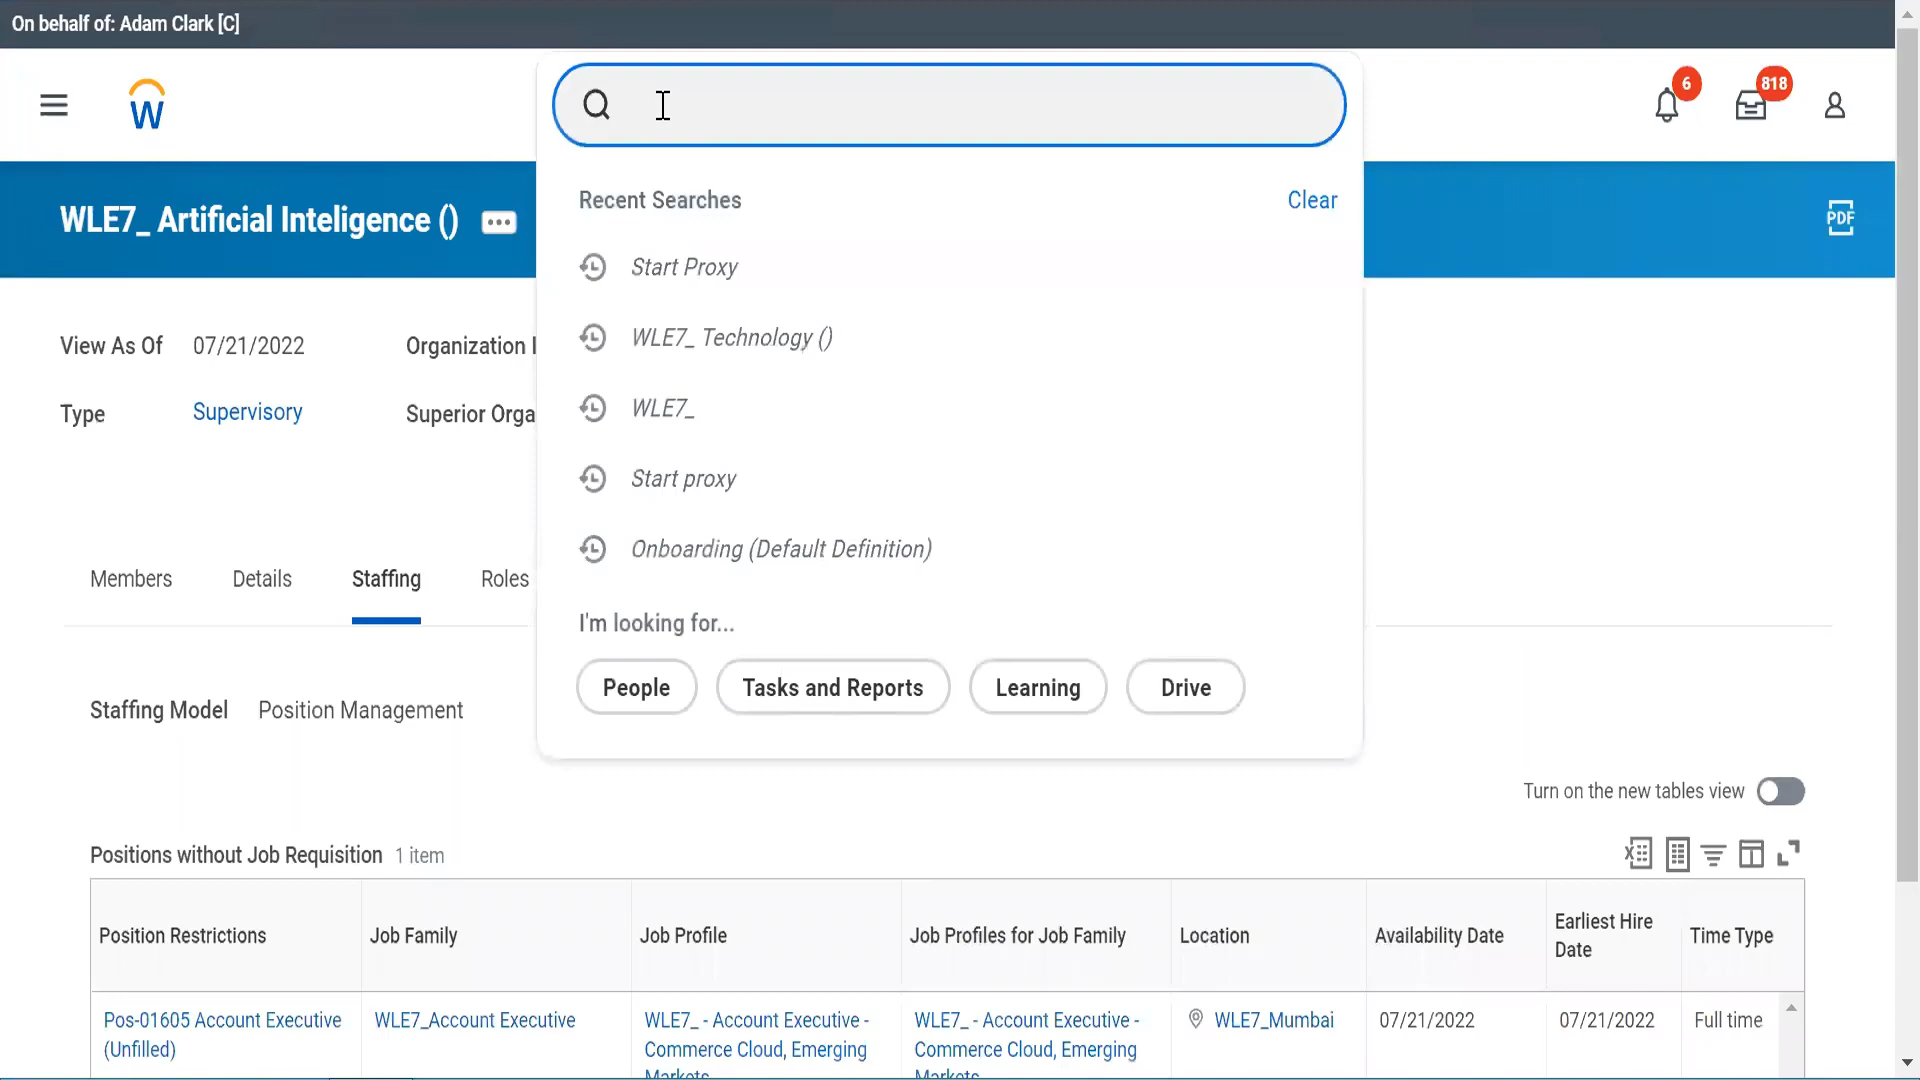 On behalf of: Adam Clark [C]
W
6
818
WLE7_ Artificial Inteligence ()
PDF
Recent Searches
Clear
Start Proxy
WLE7_ Technology ()
WLE7_
Start proxy
Onboarding (Default Definition)
I'm looking for...
People
Tasks and Reports
Learning
Drive
View As Of 07/21/2022
Organization
Type Supervisory
Superior Orga
Members
Details
Staffing
Roles
Staffing Model Position Management
Turn on the new tables view
Positions without Job Requisition 1 item
Position Restrictions
Job Family
Job Profile
Job Profiles for Job Family
Location
Availability Date
Earliest Hire
Date
Time Type
Pos-01605 Account Executive
(Unfilled)
WLE7_Account Executive
WLE7_ - Account Executive -
Commerce Cloud, Emerging
Markets
WLE7_ - Account Executive -
Commerce Cloud, Emerging
Markets
WLE7_Mumbai
07/21/2022
07/21/2022
Full time